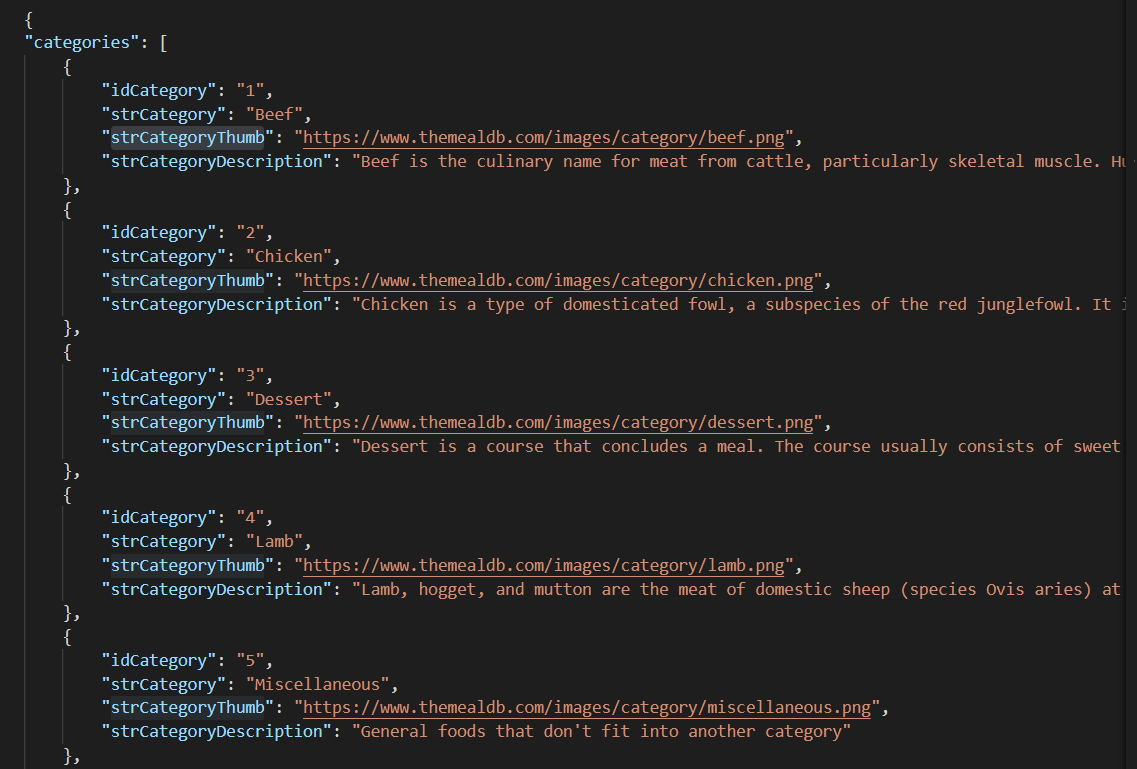 {
"categories": [
{
"idCategory": "1",
"strCategory": "Beef",
"strCategoryThumb": "https://www.themealdb.com/images/category/beef.png",
"strCategoryDescription": "Beef is the culinary name for meat from cattle, particularly skeletal muscle.
},
{
"idCategory": "2",
"strCategory": "Chicken",
"strCategoryThumb": "https://www.themealdb.com/images/category/chicken.png",
"strCategoryDescription": "Chicken is a type of domesticated fowl, a subspecies of the red junglefowl. It
},
{
"idCategory": "3",
"strCategory": "Dessert",
"strCategoryThumb": "https://www.themealdb.com/images/category/dessert.png",
"strCategoryDescription": "Dessert is a course that concludes a meal. The course usually consists of sweet
},
{
"idCategory": "4",
"strCategory": "Lamb",
"strCategoryThumb": "https://www.themealdb.com/images/category/lamb.png",
"strCategoryDescription": "Lamb, hogget, and mutton are the meat of domestic sheep (species Ovis aries) at
},
{
"idCategory": "5",
"strCategory": "Miscellaneous",
"strCategoryThumb": "https://www.themealdb.com/images/category/miscellaneous.png",
"strCategoryDescription": "General foods that don't fit into another category"
},